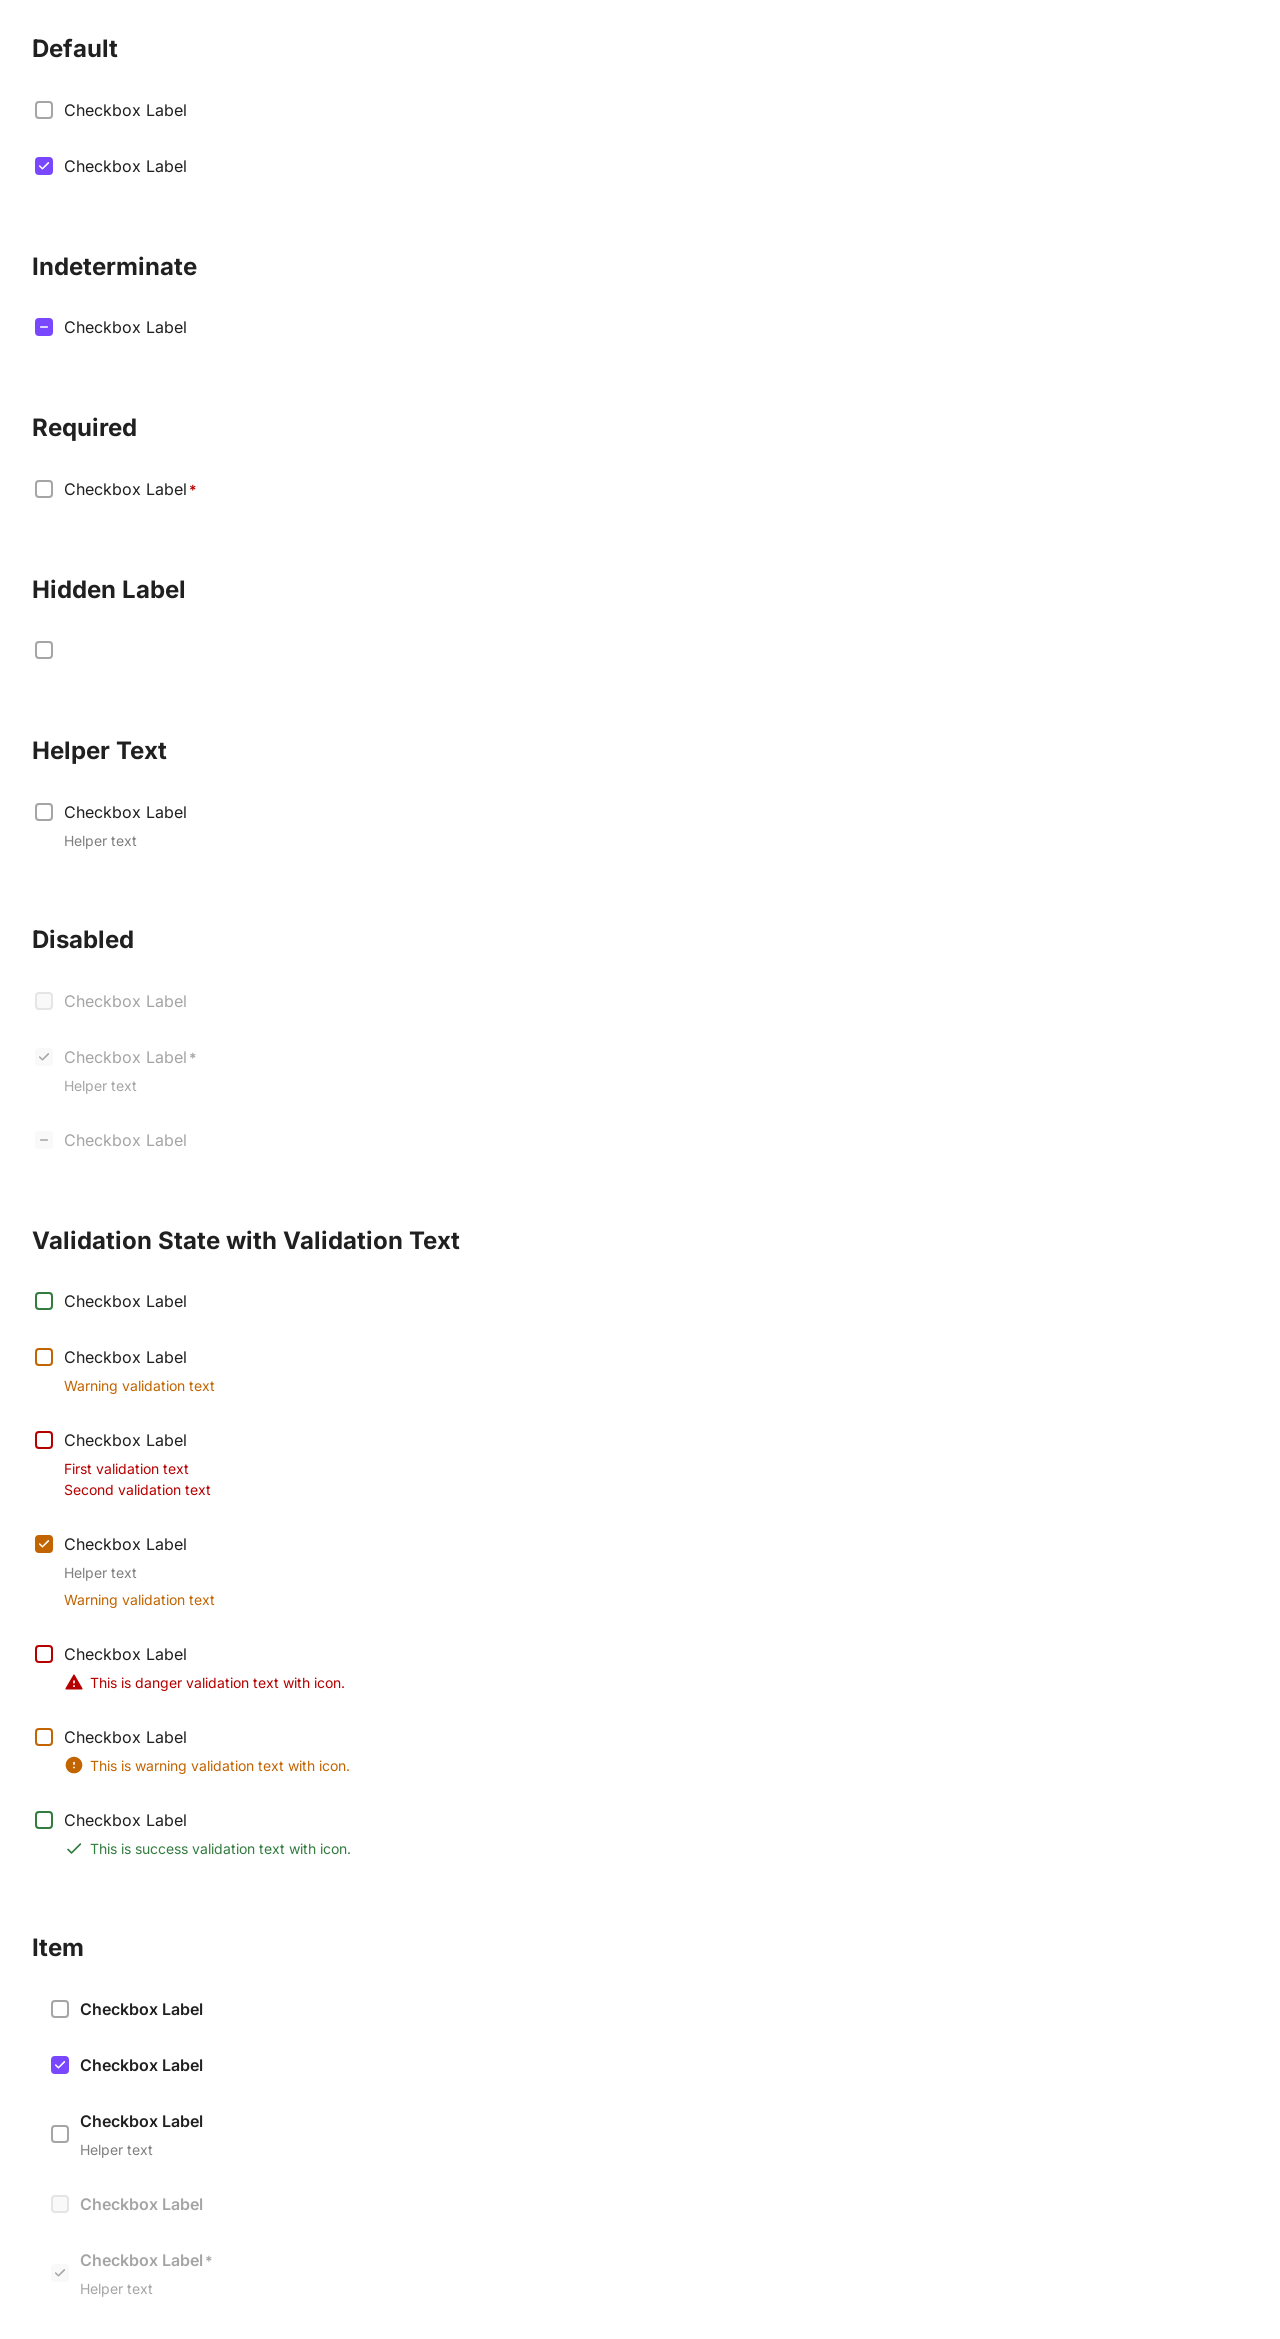 Default
Checkbox Label
Checkbox Label
Indeterminate
Checkbox Label
Required
Checkbox Label*
Hidden Label
Helper Text
Checkbox Label
Helper text
Disabled
Checkbox Label
Checkbox Label*
Helper text
Checkbox Label
Validation State with Validation Text
Checkbox Label
Checkbox Label
Warning validation text
Checkbox Label
First validation text
Second validation text
Checkbox Label
Helper text
Warning validation text
Checkbox Label
This is danger validation text with icon.
Checkbox Label
This is warning validation text with icon.
Checkbox Label
This is success validation text with icon.
Item
Checkbox Label
Checkbox Label
Checkbox Label
Helper text
Checkbox Label
Checkbox Label*
Helper text